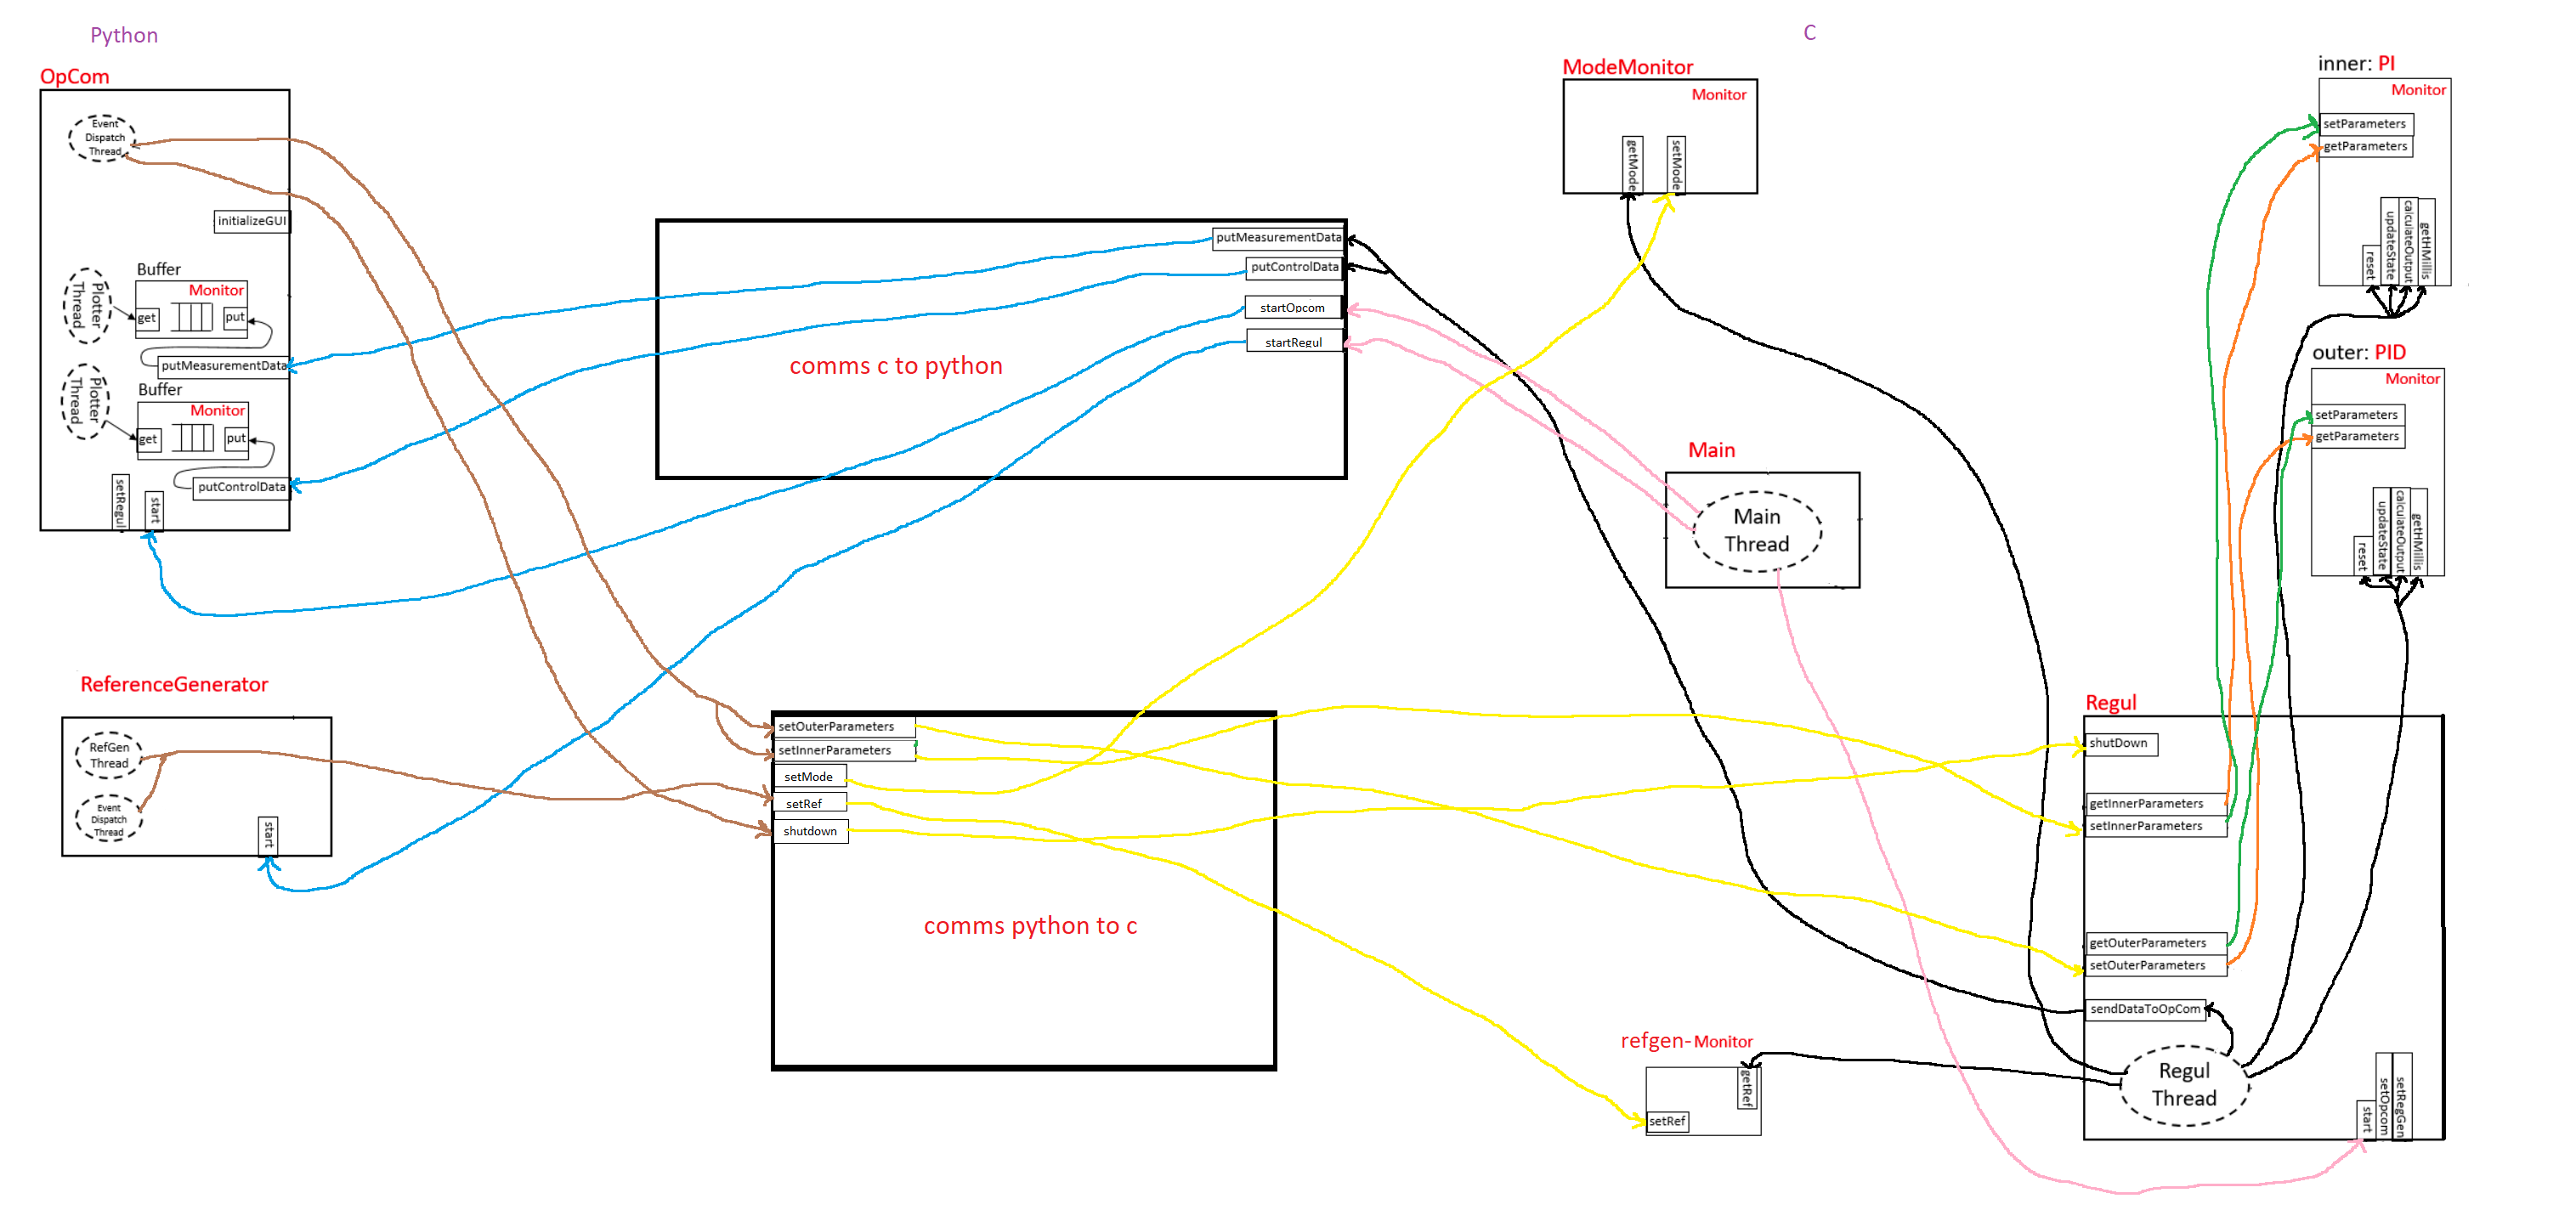 Python
C
OpCom
Event
Dispatch
Thread
initializeGUI
Buffer
Monitor
Plotter
Thread
get
put
putMeasurementData
Buffer
Monitor
Plotter
Thread
get
put
putControlData
setRegul
start
ReferenceGenerator
RefGen
Thread
Event
Dispatch
Thread
start
putMeasurementData
putControlData
startOpcom
startRegul
comms c to python
setOuterParameters
setInnerParameters
setMode
setRef
shutdown
comms python to c
ModeMonitor
Monitor
getMode
setMode
Main
Main
Thread
refgen-Monitor
getRef
setRef
inner: PI
Monitor
setParameters
getParameters
reset
updateState
calculateOutput
getHMillis
outer: PID
Monitor
setParameters
getParameters
reset
updateState
calculateOutput
getHMillis
Regul
shutDown
getInnerParameters
setInnerParameters
getOuterParameters
setOuterParameters
sendDataToOpCom
Regul
Thread
start
setOpcom
setRegGen